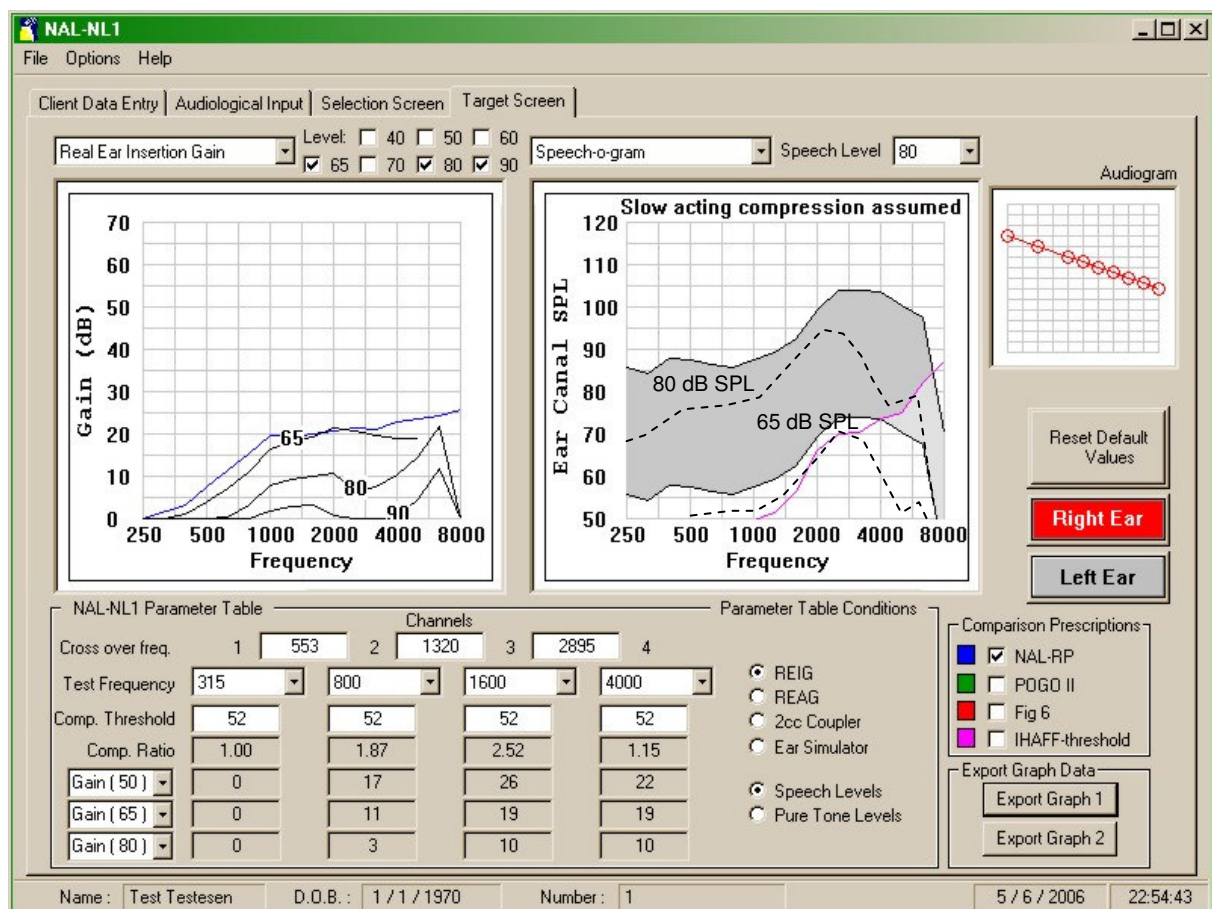 NAL-NL1
File Options Help
Client Data Entry Audiological Input Selection Screen Target Screen
Real Ear Insertion Gain Level: 40 50 60
65 70 80 90
Speech-o-gram Speech Level 80
Audiogram
Slow acting compression assumed
70
60
50
40
30
20
10
0
Gain (dB)
65
80
90
250 500 1000 2000 4000 8000
Frequency
120
110
100
90
80
70
60
50
Ear Canal SPL
80 dB SPL
65 dB SPL
250 500 1000 2000 4000 8000
Frequency
Reset Default
Values
Right Ear
Left Ear
NAL-NL1 Parameter Table
Channels
Parameter Table Conditions
Cross over freq. 1 553 2 1320 3 2895 4
Test Frequency 315 800 1600 4000
Comp. Threshold 52 52 52 52
Comp. Ratio 1.00 1.87 2.52 1.15
Gain ( 50 ) 0 17 26 22
Gain ( 65 ) 0 11 19 19
Gain ( 80 ) 0 3 10 10
REIG
REAG
2cc Coupler
Ear Simulator
Speech Levels
Pure Tone Levels
Comparison Prescriptions
NAL-RP
POGO II
Fig 6
IHAFF-threshold
Export Graph Data
Export Graph 1
Export Graph 2
Name : Test Testesen D.O.B. : 1 / 1 / 1970 Number : 1 5 / 6 / 2006 22:54:43